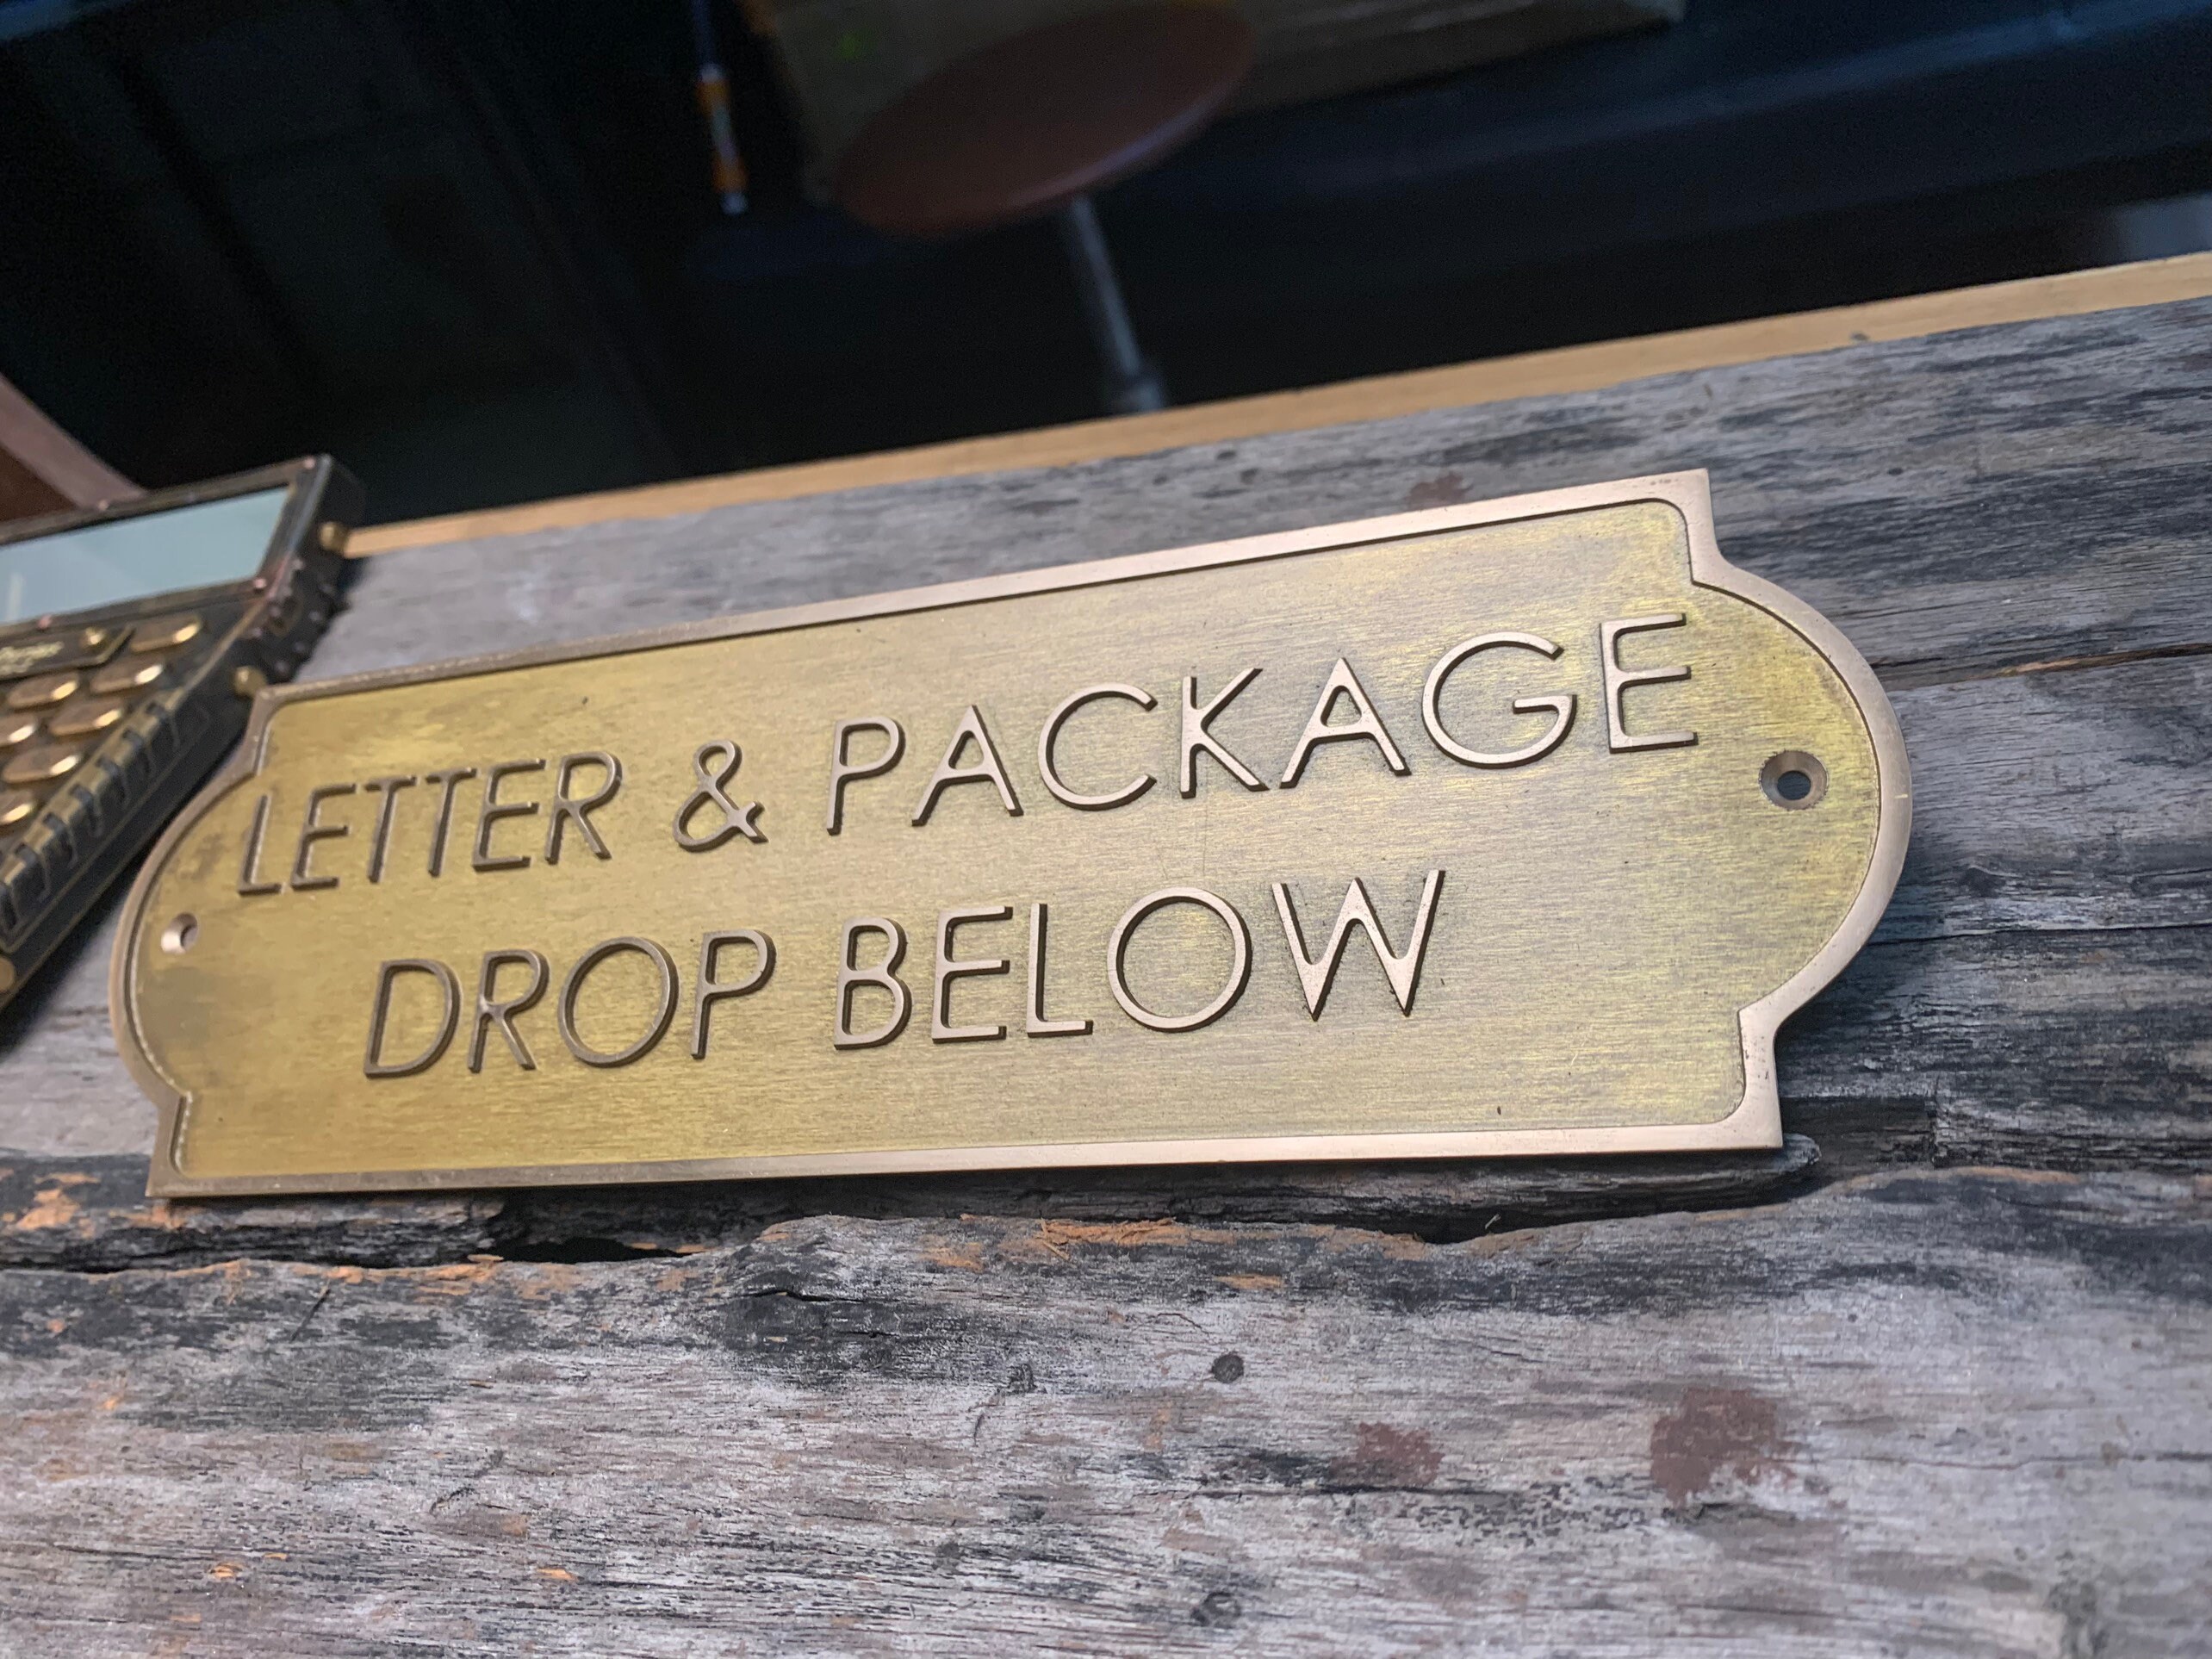 LETTER & PACKAGE
DROP BELOW